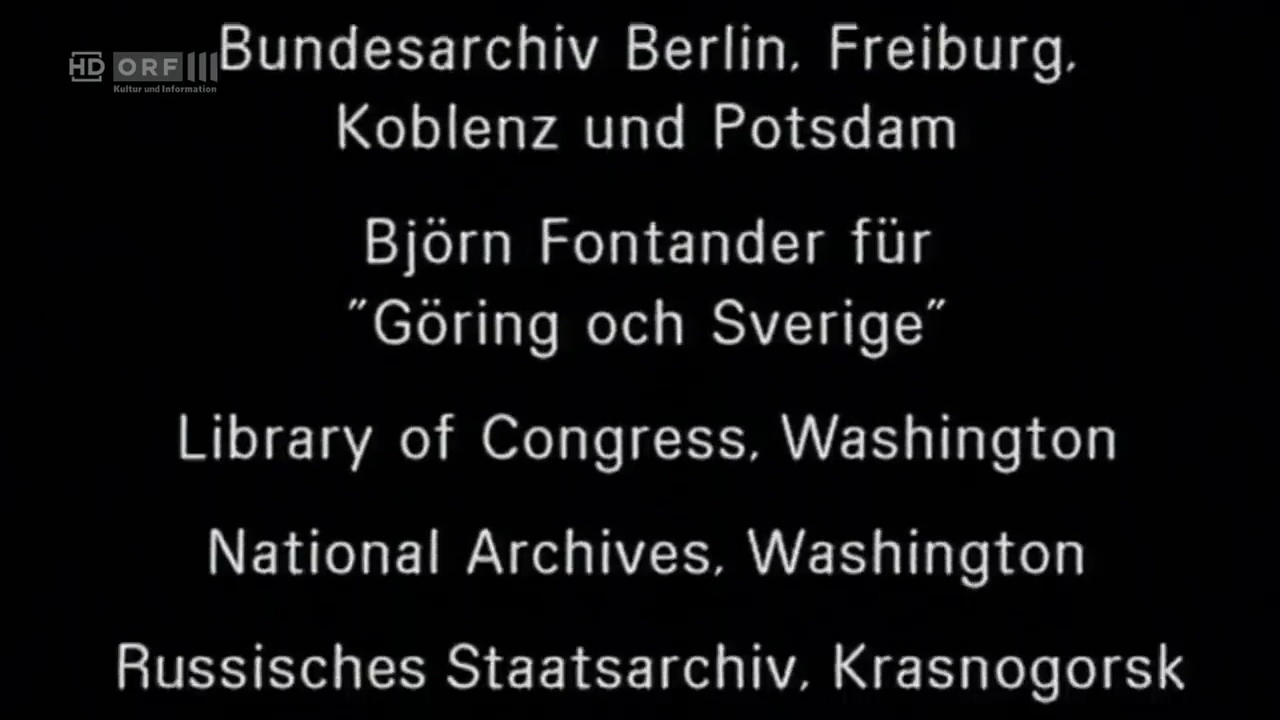 Bundesarchiv Berlin, Freiburg,
HD ORF III
Kultur und Information
Koblenz und Potsdam
Björn Fontander für
"Göring och Sverige"
Library of Congress, Washington
National Archives, Washington
Russisches Staatsarchiv, Krasnogorsk